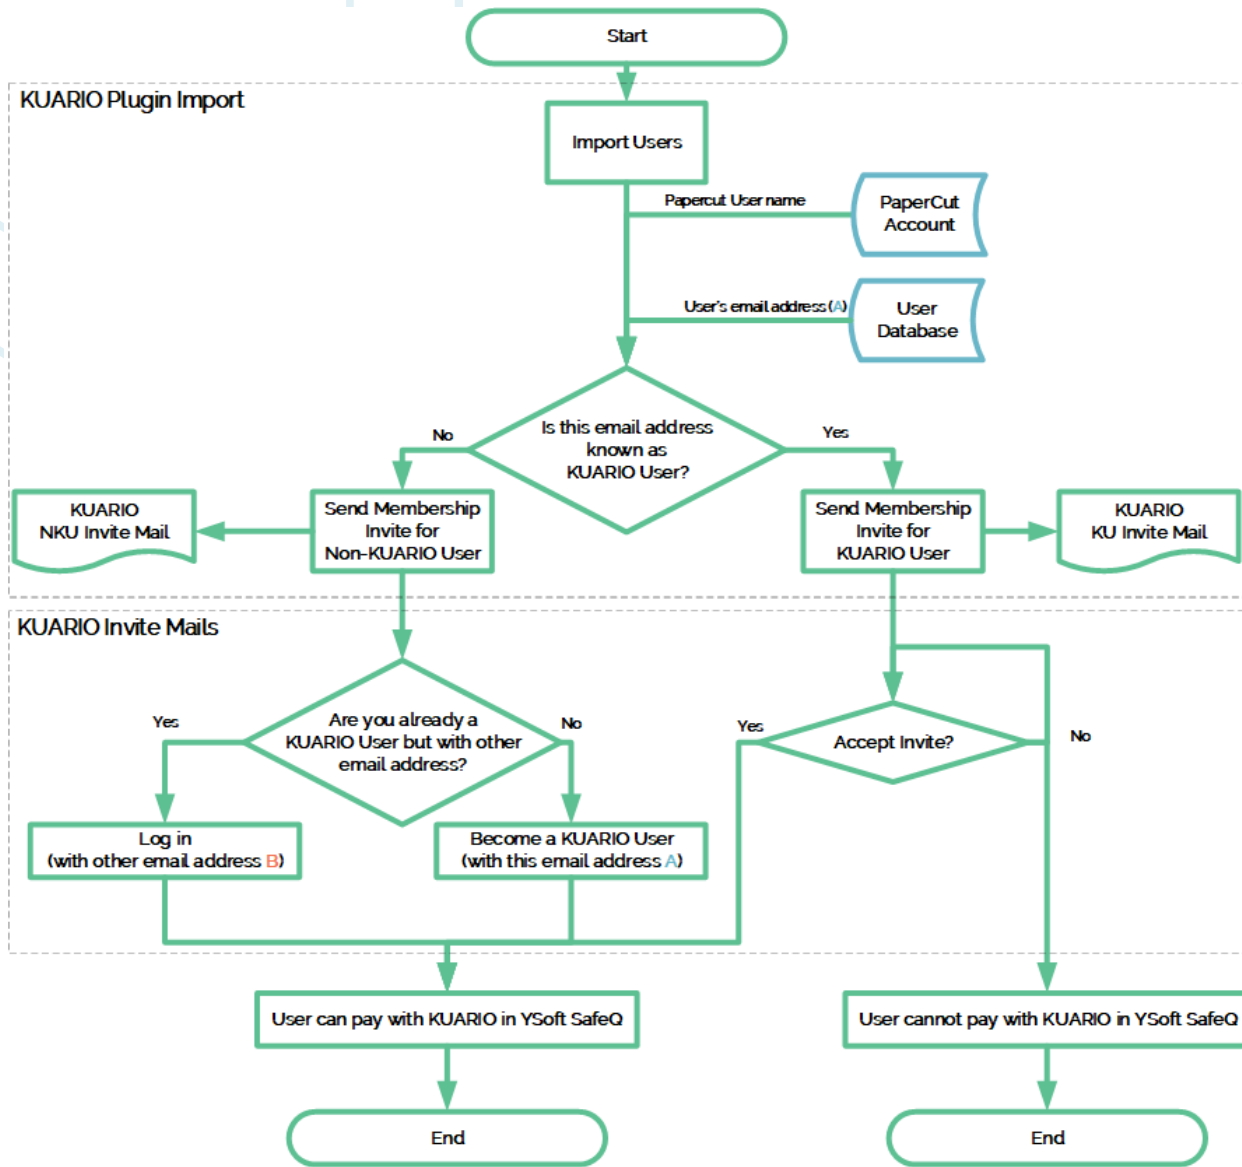 Start
KUARIO Plugin Import
Import Users
Papercut User name
PaperCut
Account
User's email address (A)
User
Database
Is this email address
known as
KUARIO User?
No
Yes
KUARIO
NKU Invite Mail
Send Membership
Invite for
Non-KUARIO User
Send Membership
Invite for
KUARIO User
KUARIO
KU Invite Mail
KUARIO Invite Mails
Are you already a
KUARIO User but with other
email address?
Yes
No
Accept Invite?
Yes
No
Log in
(with other email address B)
Become a KUARIO User
(with this email address A)
User can pay with KUARIO in YSoft SafeQ
User cannot pay with KUARIO in YSoft SafeQ
End
End